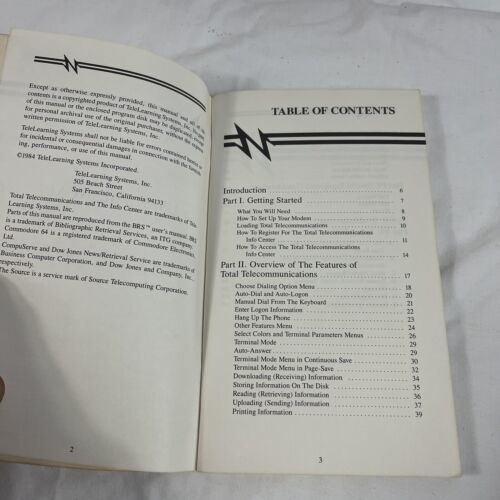 Except as otherwise expressly provided, this manual and all of the
contents is a copyrighted product of TeleLearning Systems, Inc. No part
of this manual or the enclosed program disk may be duplicated, except
for personal archival use of the original purchaser, without the express
written permission of TeleLearning Systems, Inc.
TeleLearning Systems shall not be liable for errors contained herein or
for incidental or consequential damages in connection with the furnish-
ing, performance, or use of this manual.
©1984 TeleLearning Systems Incorporated.
TeleLearning Systems, Inc.
505 Beach Street
San Francisco, California 94133
Total Telecommunications and The Info Center are trademarks of Tele
Learning Systems, Inc.
Parts of this manual are reproduced from the BRS™ user's manual; BRS
is a trademark of Bibliographic Retrieval Services, an ITG company.
Commodore 64 is a registered trademark of Commodore Electronics,
Ltd.
CompuServe and Dow Jones News/Retrieval Service are trademarks of
Business Computer Corporation, and Dow Jones and Company, Inc.,
respectively.
The Source is a service mark of Source Telecomputing Corporation.
2
TABLE OF CONTENTS
Introduction 6
Part I. Getting Started 7
What You Will Need 8
How To Set Up Your Modem 9
Loading Total Telecommunications 10
How To Register For The Total Telecommunications
Info Center 11
How To Access The Total Telecommunications
Info Center 14
Part II. Overview of The Features of
Total Telecommunications 17
Choose Dialing Option Menu 18
Auto-Dial and Auto-Logon 20
Manual Dial From The Keyboard 21
Enter Logon Information 22
Hang Up The Phone 23
Other Features Menu 24
Select Colors and Terminal Parameters Menus 26
Terminal Mode 29
Auto-Answer 29
Terminal Mode Menu in Continuous Save 30
Terminal Mode Menu in Page-Save 32
Downloading (Receiving) Information 34
Storing Information On The Disk 35
Reading (Retrieving) Information 36
Uploading (Sending) Information 37
Printing Information 39
3